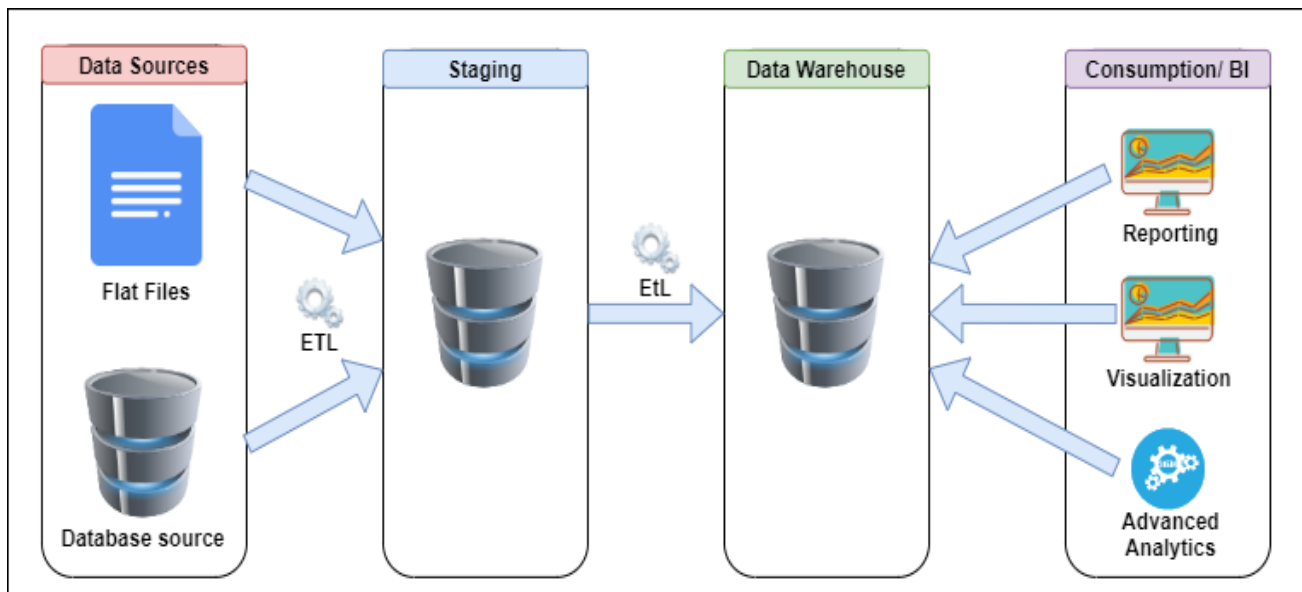 Data Sources
Flat Files
ETL
Database source
Staging
EtL
Data Warehouse
Consumption/ BI
Reporting
Visualization
Advanced
Analytics